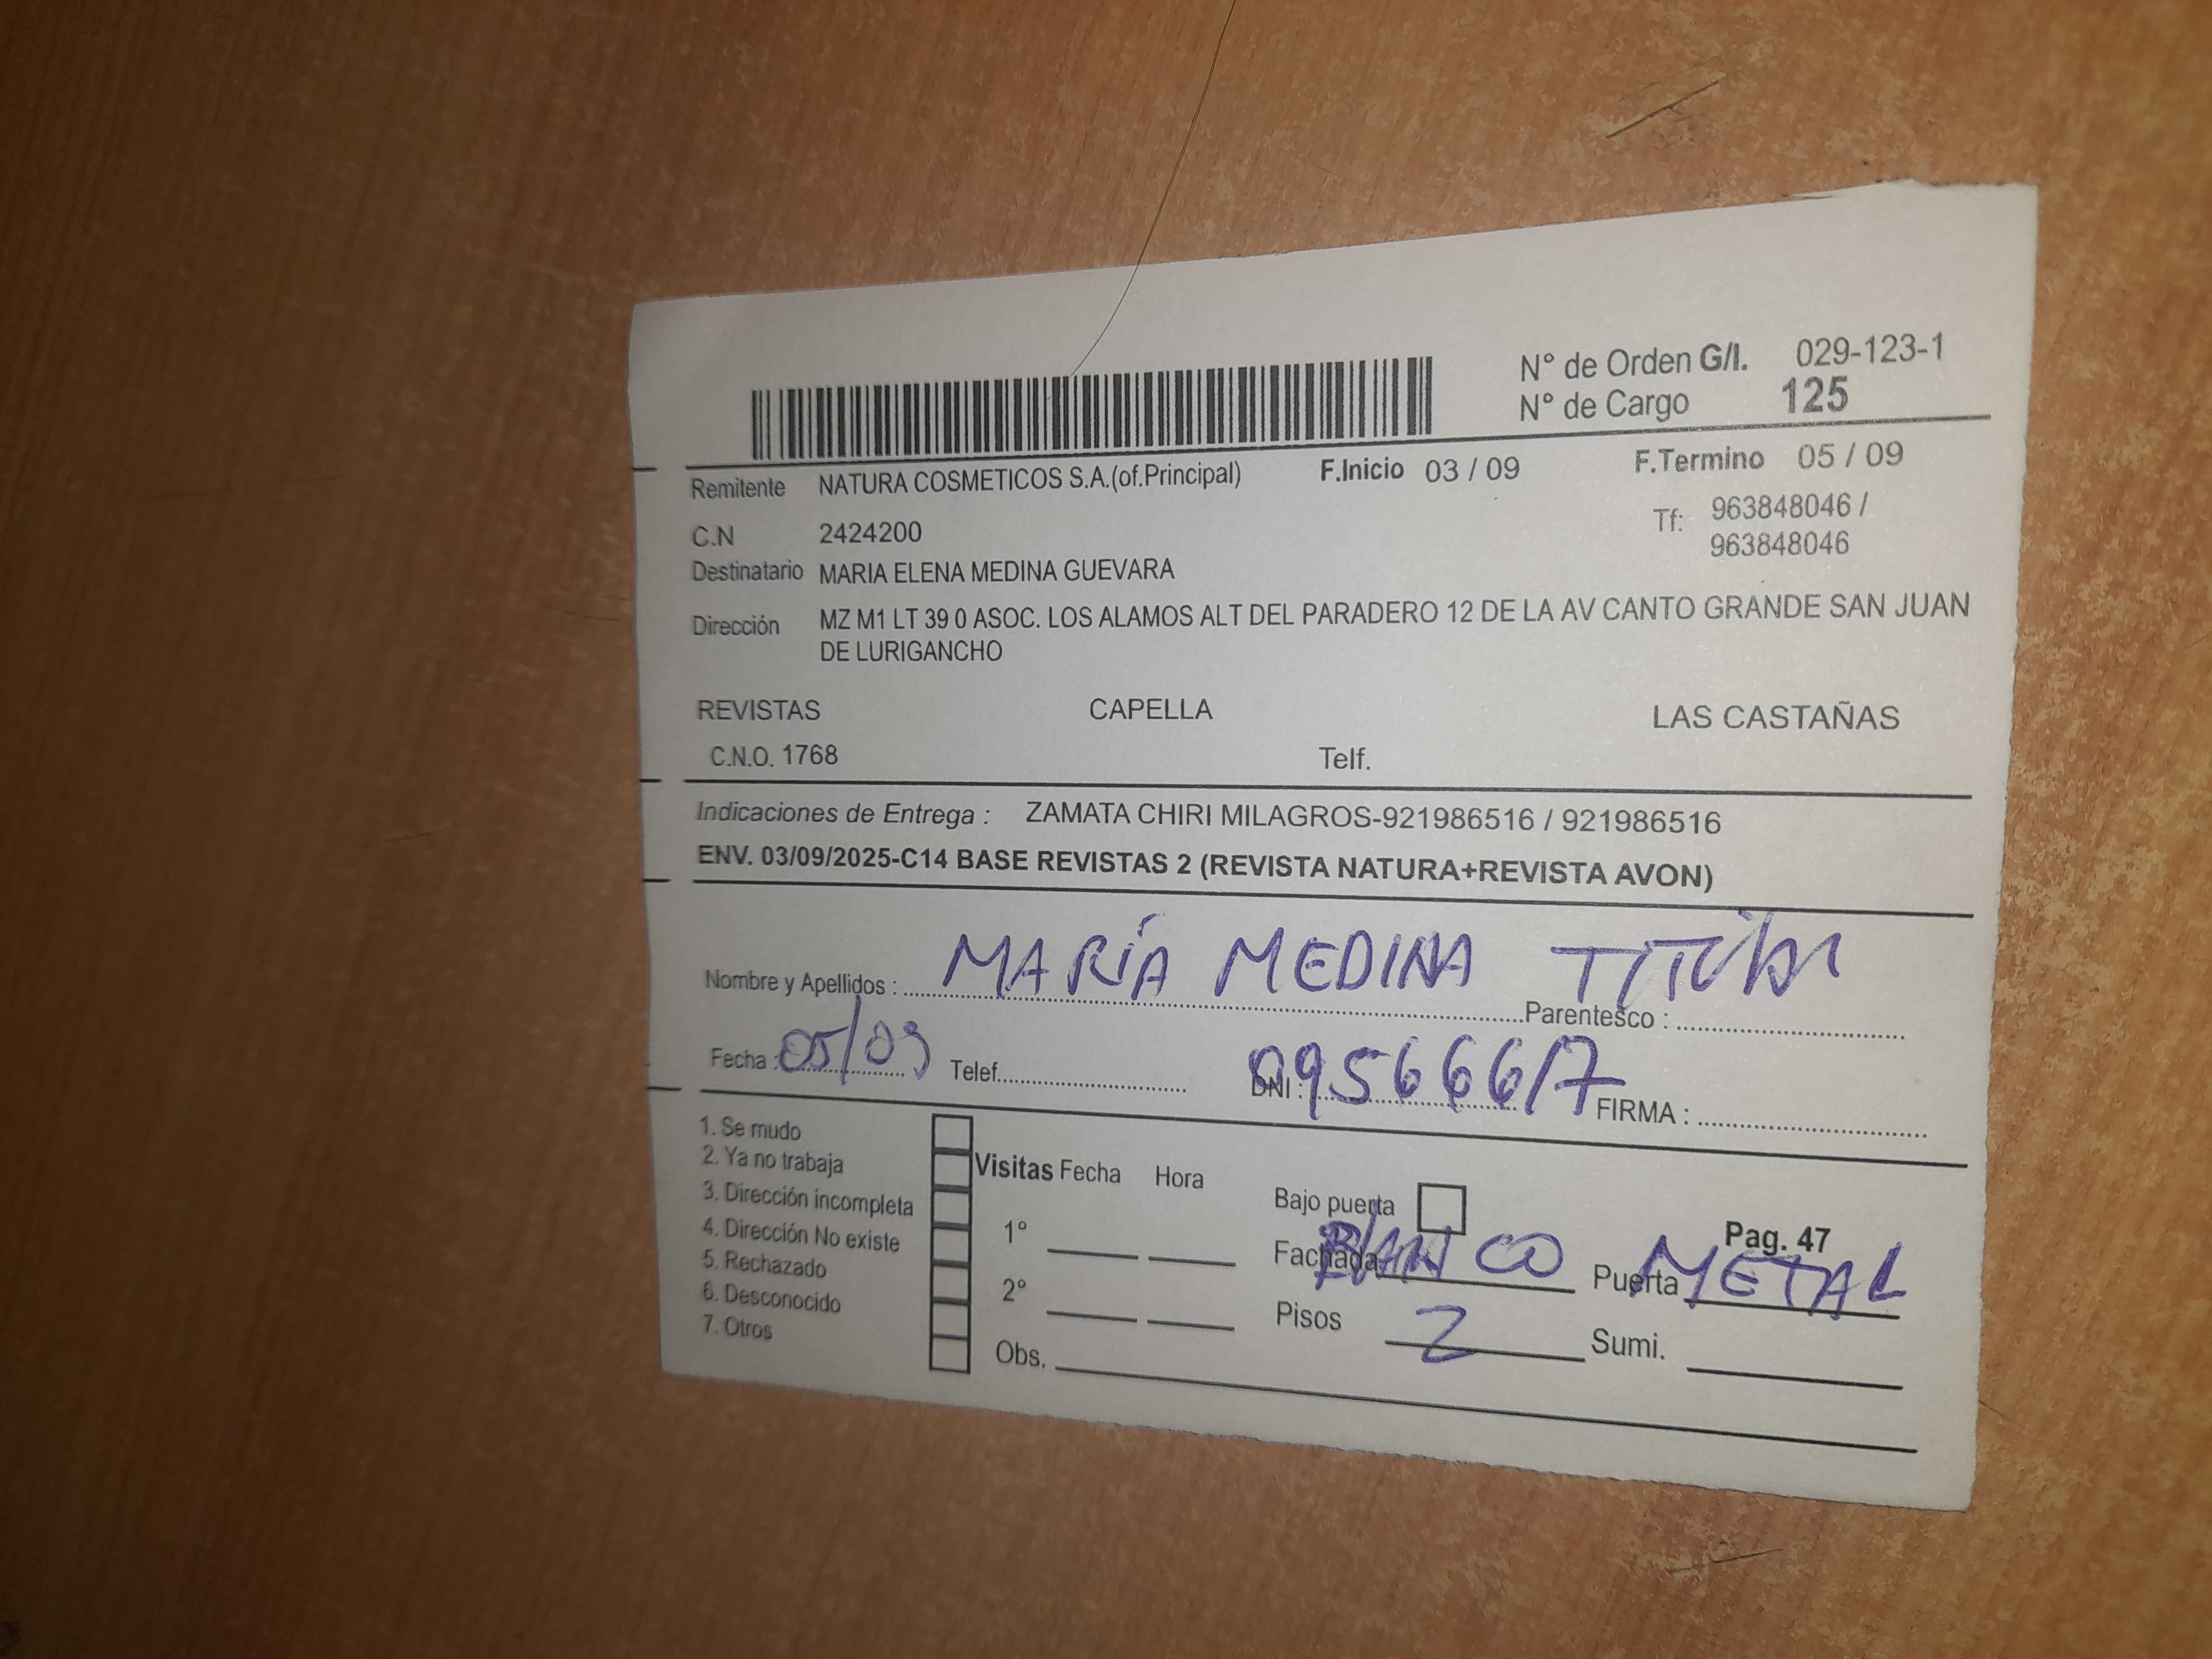 N° de Orden G/I. 029-123-1
N° de Cargo 125
Remitente NATURA COSMETICOS S.A.(of.Principal) F.Inicio 03 / 09 F.Termino 05 / 09
C.N 2424200 Tf: 963848046 /
963848046
Destinatario MARIA ELENA MEDINA GUEVARA
Dirección MZ M1 LT 39 0 ASOC. LOS ALAMOS ALT DEL PARADERO 12 DE LA AV CANTO GRANDE SAN JUAN
DE LURIGANCHO
REVISTAS CAPELLA LAS CASTAÑAS
C.N.O. 1768 Telf.
Indicaciones de Entrega : ZAMATA CHIRI MILAGROS-921986516 / 921986516
ENV. 03/09/2025-C14 BASE REVISTAS 2 (REVISTA NATURA+REVISTA AVON)
Nombre y Apellidos : MARÍA MEDINA Parentesco :
Fecha : 05/09 Telef. DNI : 09566617 FIRMA :
1. Se mudo
2. Ya no trabaja
3. Dirección incompleta
4. Dirección No existe
5. Rechazado
6. Desconocido
7. Otros
Visitas Fecha Hora
1°
2°
Obs.
Bajo puerta
Pag. 47
Fachada BlANCO Puerta METAL
Pisos 2 Sumi.